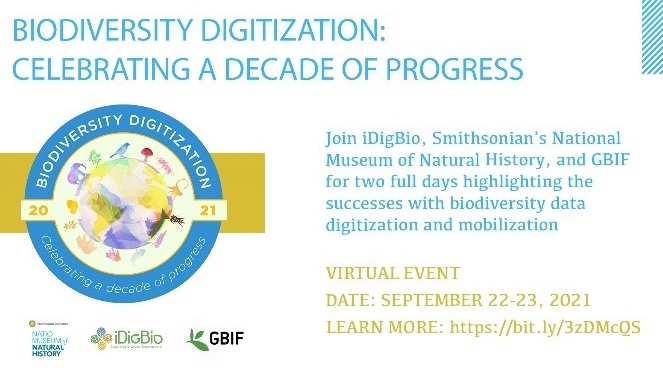 BIODIVERSITY DIGITIZATION:
CELEBRATING A DECADE OF PROGRESS
BIODIVERSITY DIGITIZATION
20 21
Celebrating a decade of progress
Join iDigBio, Smithsonian's National
Museum of Natural History, and GBIF
for two full days highlighting the
successes with biodiversity data
digitization and mobilization
VIRTUAL EVENT
DATE: SEPTEMBER 22-23, 2021
LEARN MORE: https://bit.ly/3zDMcQS
NATIO
MUSEUM of
NATURAL
HISTORY
iDigBio
GBIF